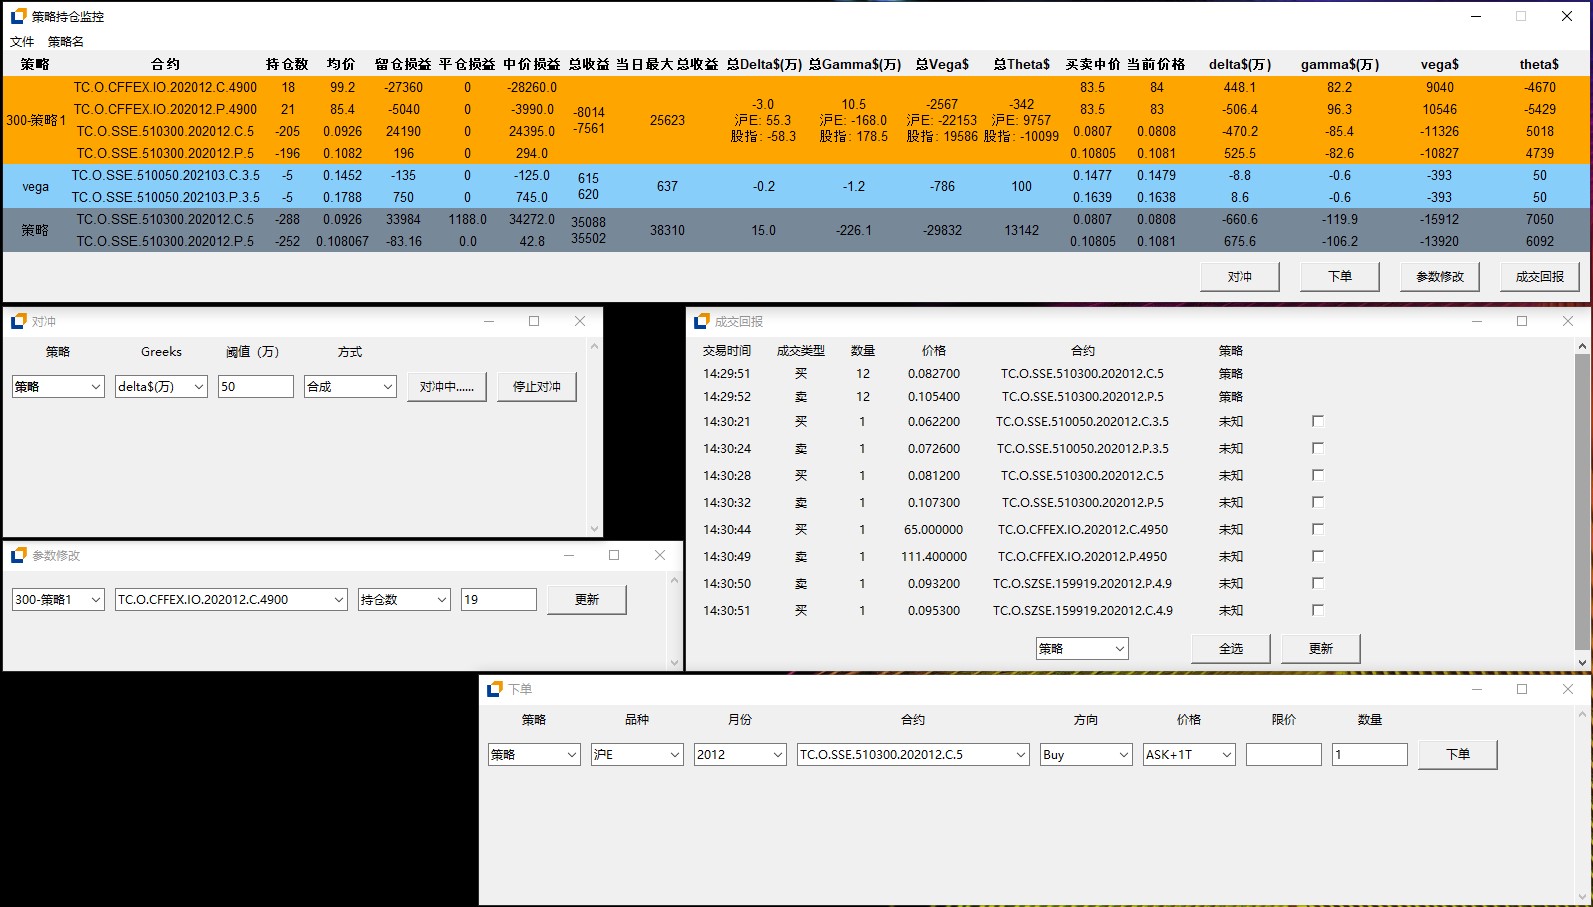 策略持仓监控
文件 策略名
策略 合约 持仓数 均价 留仓损益 平仓损益 中价损益 总收益 当日最大总收益 总Delta$(万) 总Gamma$(万) 总Vega$ 总Theta$ 买卖中价 当前价格 delta$(万) gamma$(万) vega$ theta$
300-策略1
TC.O.CFFEX.IO.202012.C.4900 18 99.2 -27360 0 -28260.0 83.5 84 448.1 82.2 9040 -4670
TC.O.CFFEX.IO.202012.P.4900 21 85.4 -5040 0 -3990.0 83.5 83 -506.4 96.3 10546 -5429
TC.O.SSE.510300.202012.C.5 -205 0.0926 24190 0 24395.0 0.0807 0.0808 -470.2 -85.4 -11326 5018
TC.O.SSE.510300.202012.P.5 -196 0.1082 196 0 294.0 0.10805 0.1081 525.5 -82.6 -10827 4739
-8014
-7561
25623
-3.0 10.5 -2567 -342
沪E: 55.3 沪E: -168.0 沪E: -22153 沪E: 9757
股指: -58.3 股指: 178.5 股指: 19586 股指: -10099
vega
TC.O.SSE.510050.202103.C.3.5 -5 0.1452 -135 0 -125.0 0.1477 0.1479 -8.8 -0.6 -393 50
TC.O.SSE.510050.202103.P.3.5 -5 0.1788 750 0 745.0 0.1639 0.1638 8.6 -0.6 -393 50
615
620
637 -0.2 -1.2 -786 100
策略
TC.O.SSE.510300.202012.C.5 -288 0.0926 33984 1188.0 34272.0 0.0807 0.0808 -660.6 -119.9 -15912 7050
TC.O.SSE.510300.202012.P.5 -252 0.108067 -83.16 0.0 42.8 0.10805 0.1081 675.6 -106.2 -13920 6092
35088
35502
38310 15.0 -226.1 -29832 13142
对冲 下单 参数修改 成交回报
对冲
策略 Greeks 阈值（万） 方式
策略 delta$(万) 50 合成 对冲中...... 停止对冲
参数修改
300-策略1 TC.O.CFFEX.IO.202012.C.4900 持仓数 19 更新
成交回报
交易时间 成交类型 数量 价格 合约 策略
14:29:51 买 12 0.082700 TC.O.SSE.510300.202012.C.5 策略
14:29:52 卖 12 0.105400 TC.O.SSE.510300.202012.P.5 策略
14:30:21 买 1 0.062200 TC.O.SSE.510050.202012.C.3.5 未知
14:30:24 卖 1 0.072600 TC.O.SSE.510050.202012.P.3.5 未知
14:30:28 买 1 0.081200 TC.O.SSE.510300.202012.C.5 未知
14:30:32 卖 1 0.107300 TC.O.SSE.510300.202012.P.5 未知
14:30:44 买 1 65.000000 TC.O.CFFEX.IO.202012.C.4950 未知
14:30:49 卖 1 111.400000 TC.O.CFFEX.IO.202012.P.4950 未知
14:30:50 卖 1 0.093200 TC.O.SZSE.159919.202012.P.4.9 未知
14:30:51 买 1 0.095300 TC.O.SZSE.159919.202012.C.4.9 未知
策略 全选 更新
下单
策略 品种 月份 合约 方向 价格 限价 数量
策略 沪E 2012 TC.O.SSE.510300.202012.C.5 Buy ASK+1T 1 下单